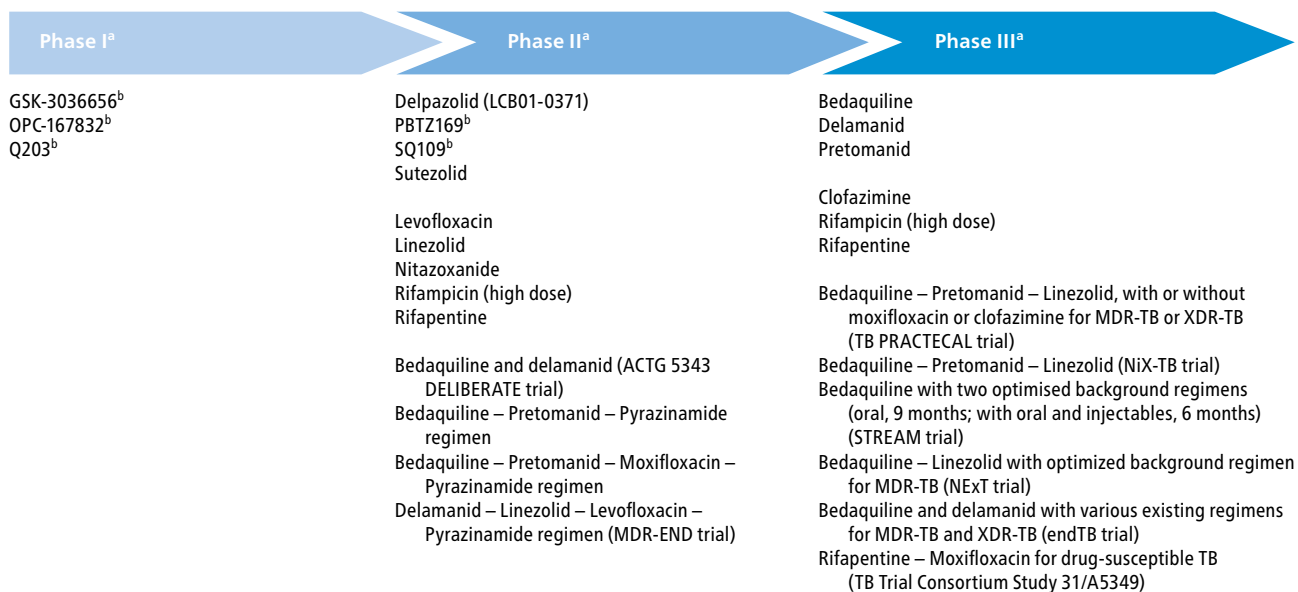 Phase Iᵃ
Phase IIᵃ
Phase IIIᵃ
GSK-3036656ᵇ
OPC-167832ᵇ
Q203ᵇ
Delpazolid (LCB01-0371)
PBTZ169ᵇ
SQ109ᵇ
Sutezolid
Levofloxacin
Linezolid
Nitazoxanide
Rifampicin (high dose)
Rifapentine
Bedaquiline and delamanid (ACTG 5343
DELIBERATE trial)
Bedaquiline – Pretomanid – Pyrazinamide
regimen
Bedaquiline – Pretomanid – Moxifloxacin –
Pyrazinamide regimen
Delamanid – Linezolid – Levofloxacin –
Pyrazinamide regimen (MDR-END trial)
Bedaquiline
Delamanid
Pretomanid
Clofazimine
Rifampicin (high dose)
Rifapentine
Bedaquiline – Pretomanid – Linezolid, with or without
moxifloxacin or clofazimine for MDR-TB or XDR-TB
(TB PRACTECAL trial)
Bedaquiline – Pretomanid – Linezolid (NiX-TB trial)
Bedaquiline with two optimised background regimens
(oral, 9 months; with oral and injectables, 6 months)
(STREAM trial)
Bedaquiline – Linezolid with optimized background regimen
for MDR-TB (NExT trial)
Bedaquiline and delamanid with various existing regimens
for MDR-TB and XDR-TB (endTB trial)
Rifapentine – Moxifloxacin for drug-susceptible TB
(TB Trial Consortium Study 31/A5349)